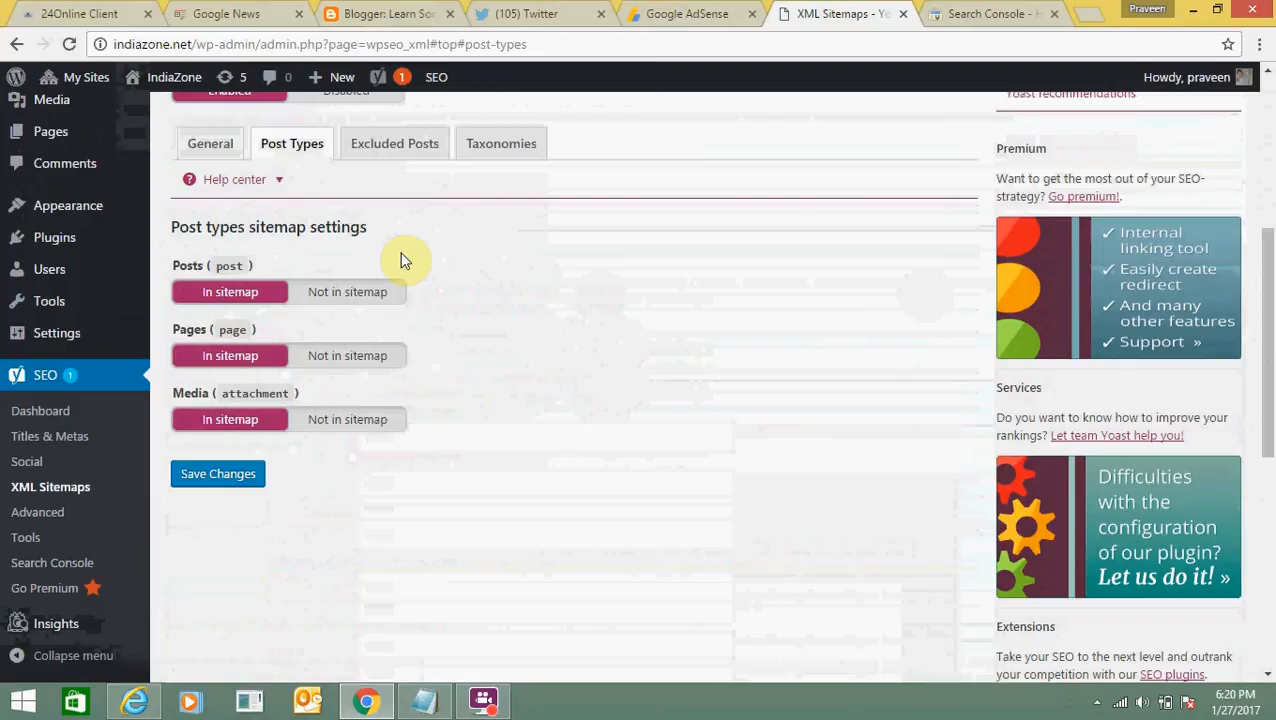 24Online Client
Google News
Blogger: Learn Son
(105) Twitter
Google AdSense
XML Sitemaps - Yo
Search Console - H
Praveen
indiazone.net/wp-admin/admin.php?page=wpseo_xml#top#post-types
My Sites
IndiaZone
5
0
New
1
SEO
Howdy, praveen
Media
Pages
Comments
Appearance
Plugins
Users
Tools
Settings
SEO 1
Dashboard
Titles & Metas
Social
XML Sitemaps
Advanced
Tools
Search Console
Go Premium
Insights
Collapse menu
Enabled
Disabled
General
Post Types
Excluded Posts
Taxonomies
Help center
Post types sitemap settings
Posts ( post )
In sitemap
Not in sitemap
Pages ( page )
In sitemap
Not in sitemap
Media ( attachment )
In sitemap
Not in sitemap
Save Changes
Yoast recommendations
Premium
Want to get the most out of your SEO-
strategy? Go premium!.
✓ Internal
linking tool
✓ Easily create
redirect
✓ And many
other features
✓ Support »
Services
Do you want to know how to improve your
rankings? Let team Yoast help you!
Difficulties
with the
configuration
of our plugin?
Let us do it! »
Extensions
Take your SEO to the next level and outrank
your competition with our SEO plugins.
6:20 PM
1/27/2017